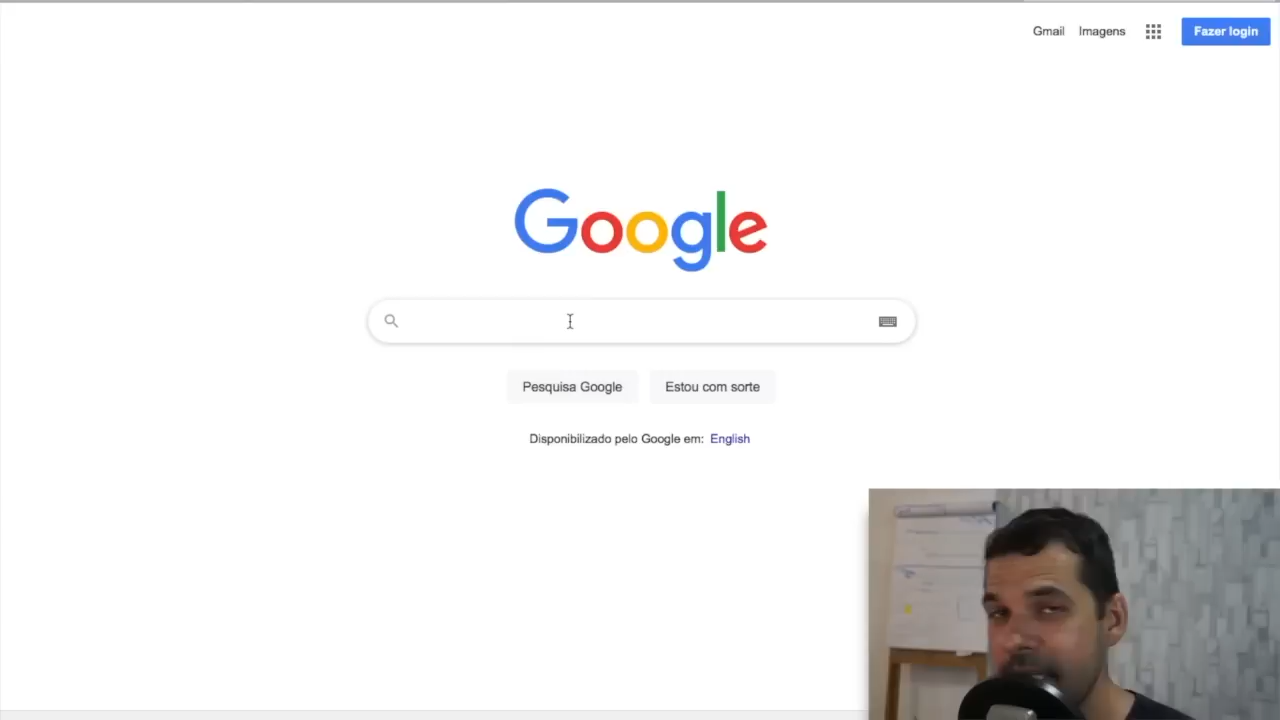 Gmail Imagens Fazer login
Google
Pesquisa Google Estou com sorte
Disponibilizado pelo Google em: English